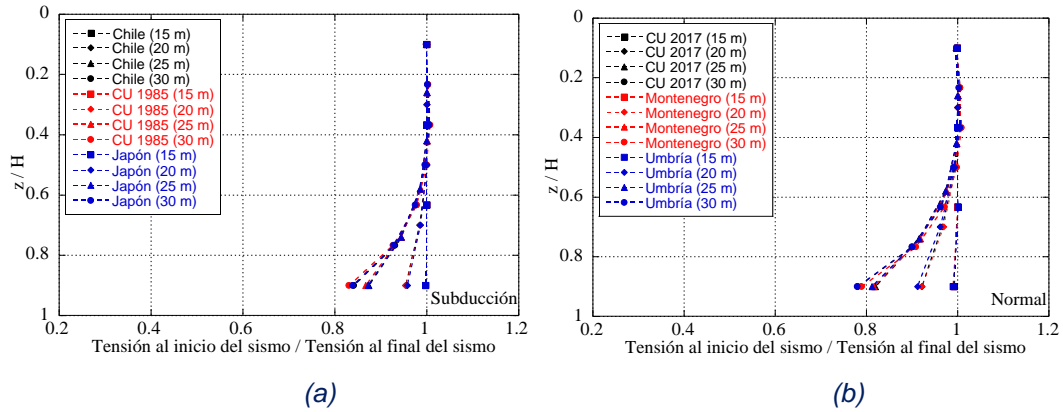 0
0.2
0.4
0.6
0.8
1
z / H
Chile (15 m)
Chile (20 m)
Chile (25 m)
Chile (30 m)
CU 1985 (15 m)
CU 1985 (20 m)
CU 1985 (25 m)
CU 1985 (30 m)
Japón (15 m)
Japón (20 m)
Japón (25 m)
Japón (30 m)
Subducción
0.2 0.4 0.6 0.8 1 1.2
Tensión al inicio del sismo / Tensión al final del sismo
(a)
0
0.2
0.4
0.6
0.8
1
z / H
CU 2017 (15 m)
CU 2017 (20 m)
CU 2017 (25 m)
CU 2017 (30 m)
Montenegro (15 m)
Montenegro (20 m)
Montenegro (25 m)
Montenegro (30 m)
Umbría (15 m)
Umbría (20 m)
Umbría (25 m)
Umbría (30 m)
Normal
0.2 0.4 0.6 0.8 1 1.2
Tensión al inicio del sismo / Tensión al final del sismo
(b)